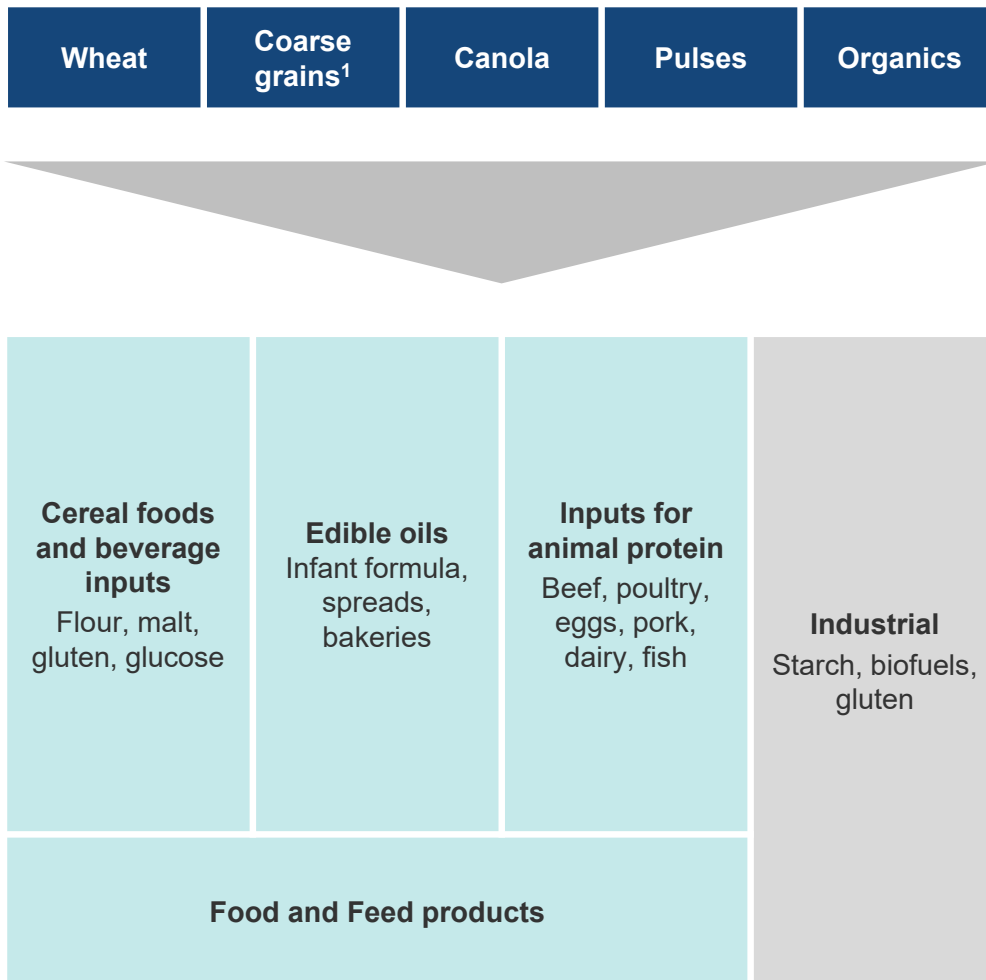 Wheat
Coarse
grains¹
Canola
Pulses
Organics
Cereal foods
and beverage
inputs
Flour, malt,
gluten, glucose
Edible oils
Infant formula,
spreads,
bakeries
Inputs for
animal protein
Beef, poultry,
eggs, pork,
dairy, fish
Industrial
Starch, biofuels,
gluten
Food and Feed products